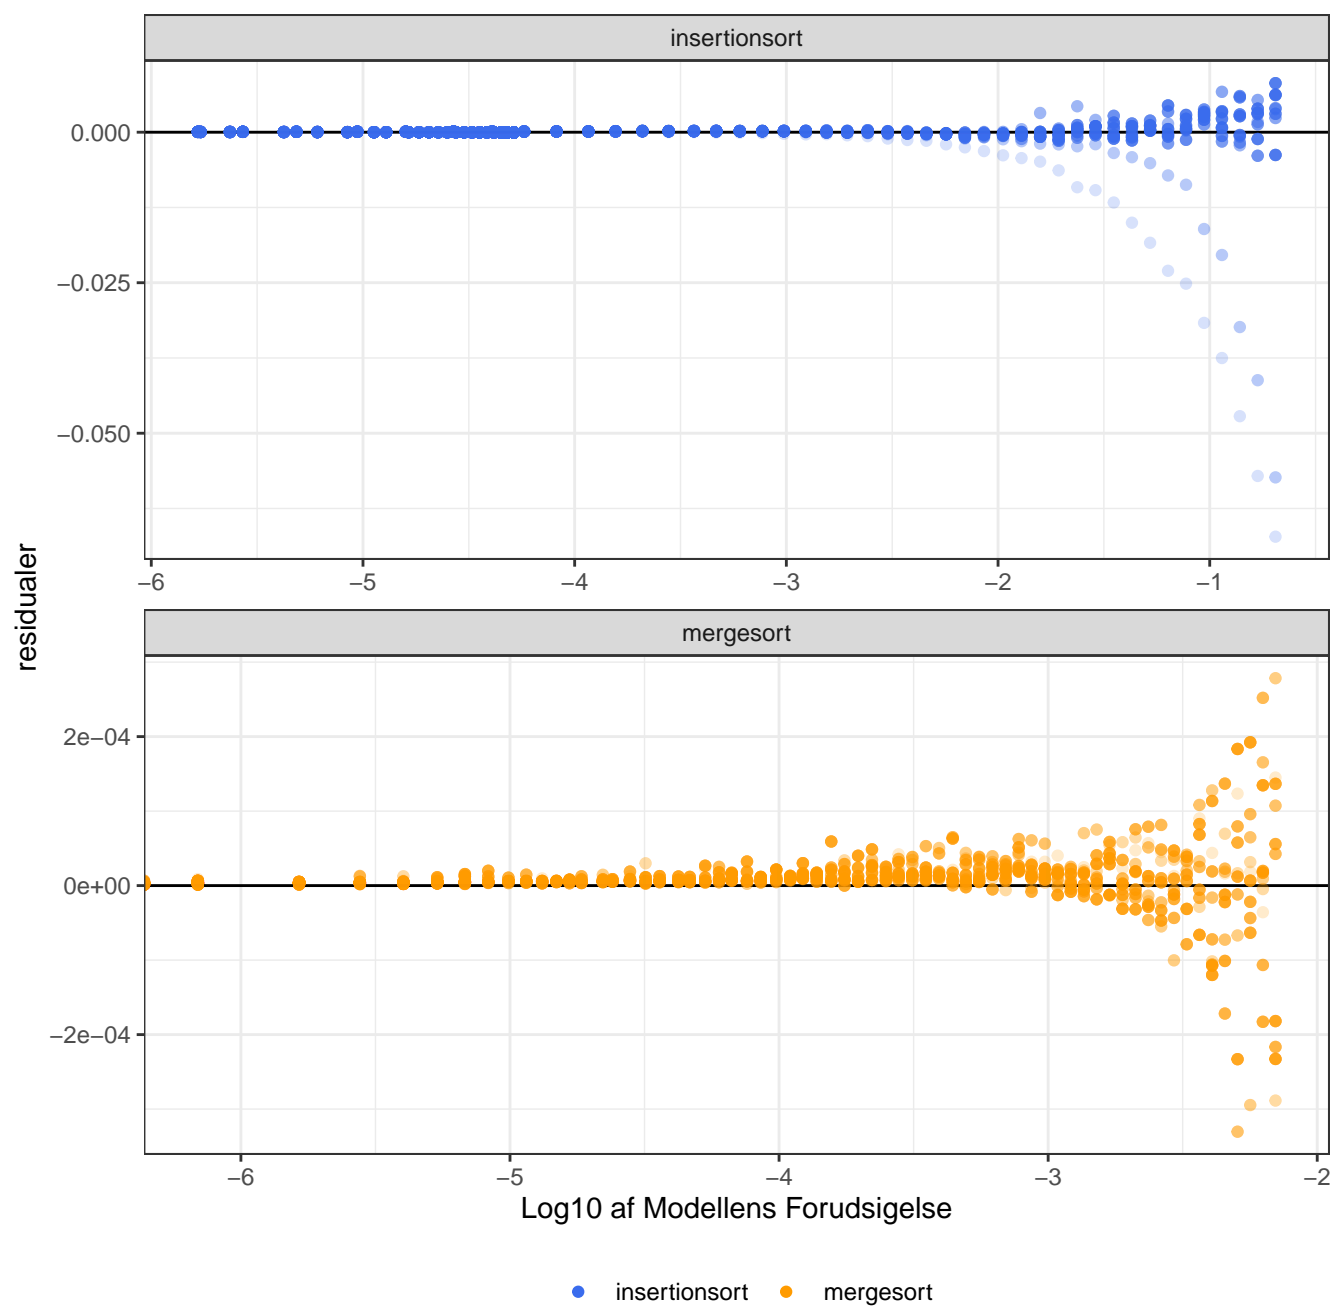 insertionsort
0.000
−0.025
−0.050
−6 −5 −4 −3 −2 −1
residualer
mergesort
2e−04
0e+00
−2e−04
−6 −5 −4 −3 −2
Log10 af Modellens Forudsigelse
insertionsort mergesort